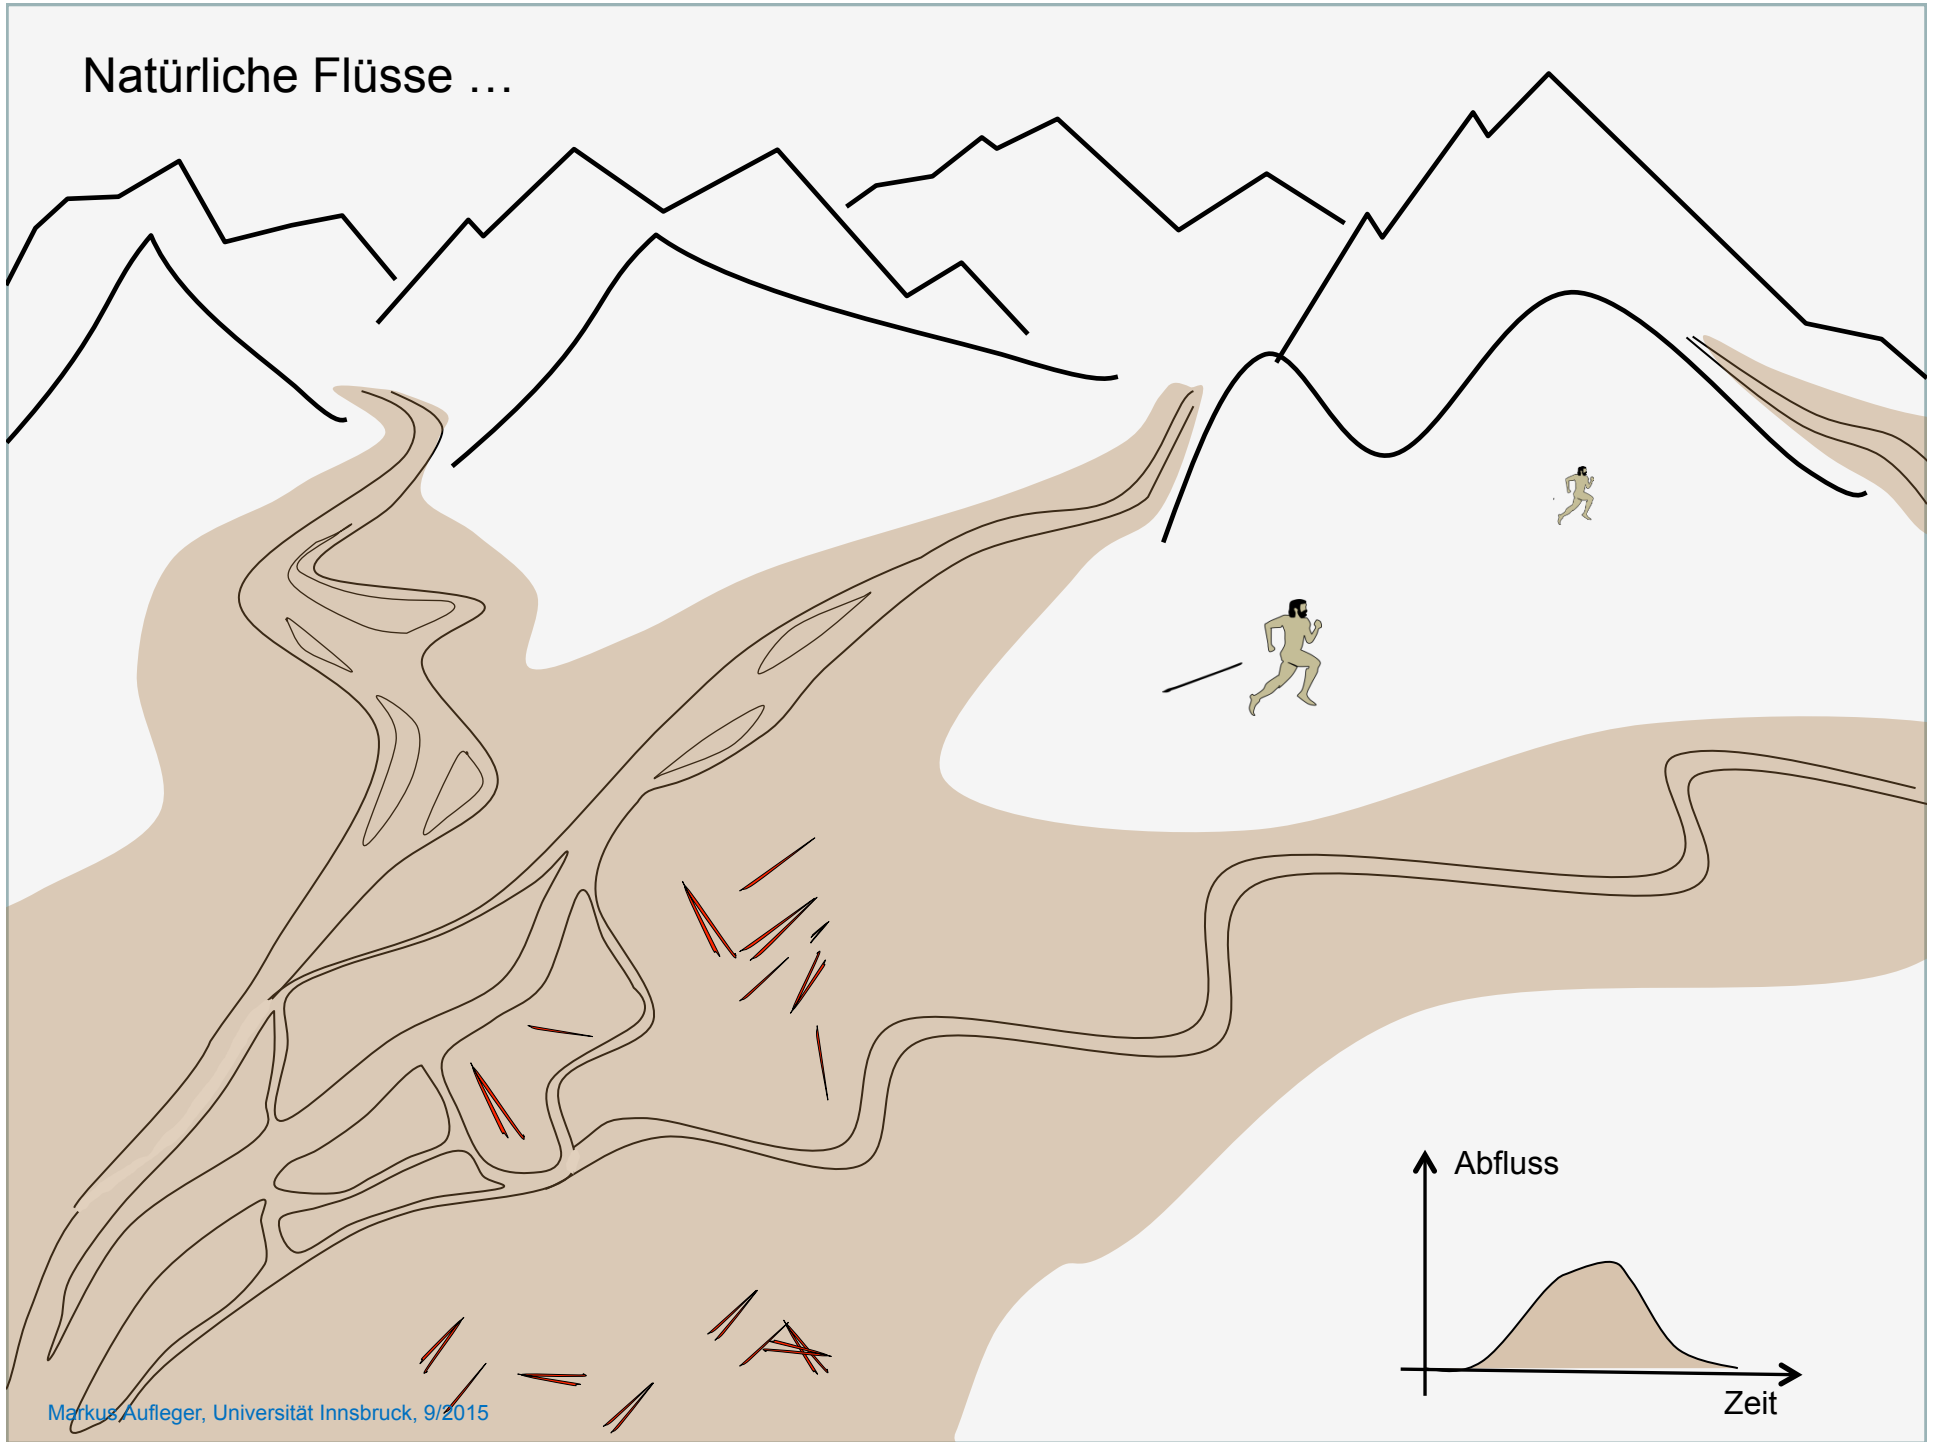 Natürliche Flüsse …
Abfluss
Zeit
Markus Aufleger, Universität Innsbruck, 9/2015